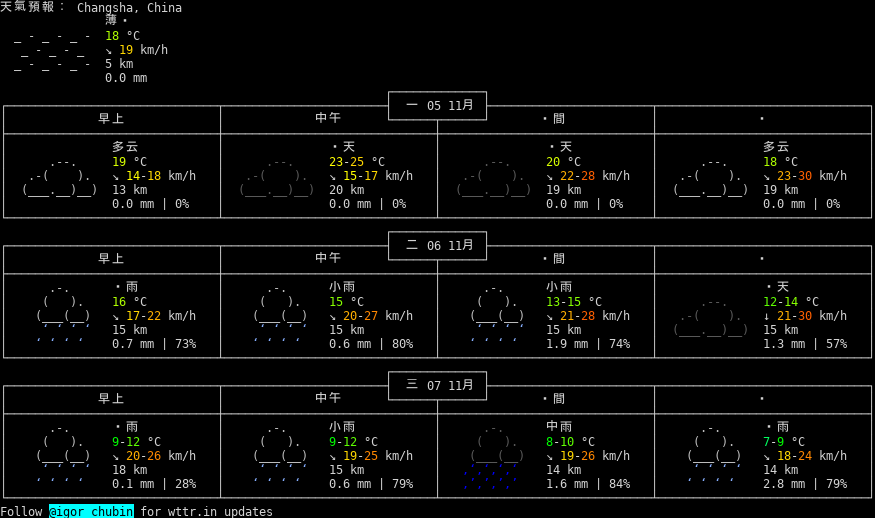 天氣預報： Changsha, China
薄・
18 °C
↘ 19 km/h
5 km
0.0 mm
一 05 11月
早上 中午 ・間 ・
多云 ・天 ・天 多云
19 °C 23-25 °C 20 °C 18 °C
↘ 14-18 km/h ↘ 15-17 km/h ↘ 22-28 km/h ↘ 23-30 km/h
13 km 20 km 19 km 19 km
0.0 mm | 0% 0.0 mm | 0% 0.0 mm | 0% 0.0 mm | 0%
二 06 11月
早上 中午 ・間 ・
・雨 小雨 小雨 ・天
16 °C 15 °C 13-15 °C 12-14 °C
↘ 17-22 km/h ↘ 20-27 km/h ↘ 21-28 km/h ↓ 21-30 km/h
15 km 15 km 15 km 15 km
0.7 mm | 73% 0.6 mm | 80% 1.9 mm | 74% 1.3 mm | 57%
三 07 11月
早上 中午 ・間 ・
・雨 小雨 中雨 ・雨
9-12 °C 9-12 °C 8-10 °C 7-9 °C
↘ 20-26 km/h ↘ 19-25 km/h ↘ 19-26 km/h ↘ 18-24 km/h
18 km 15 km 14 km 14 km
0.1 mm | 28% 0.6 mm | 79% 1.6 mm | 84% 2.8 mm | 79%
Follow @igor_chubin for wttr.in updates